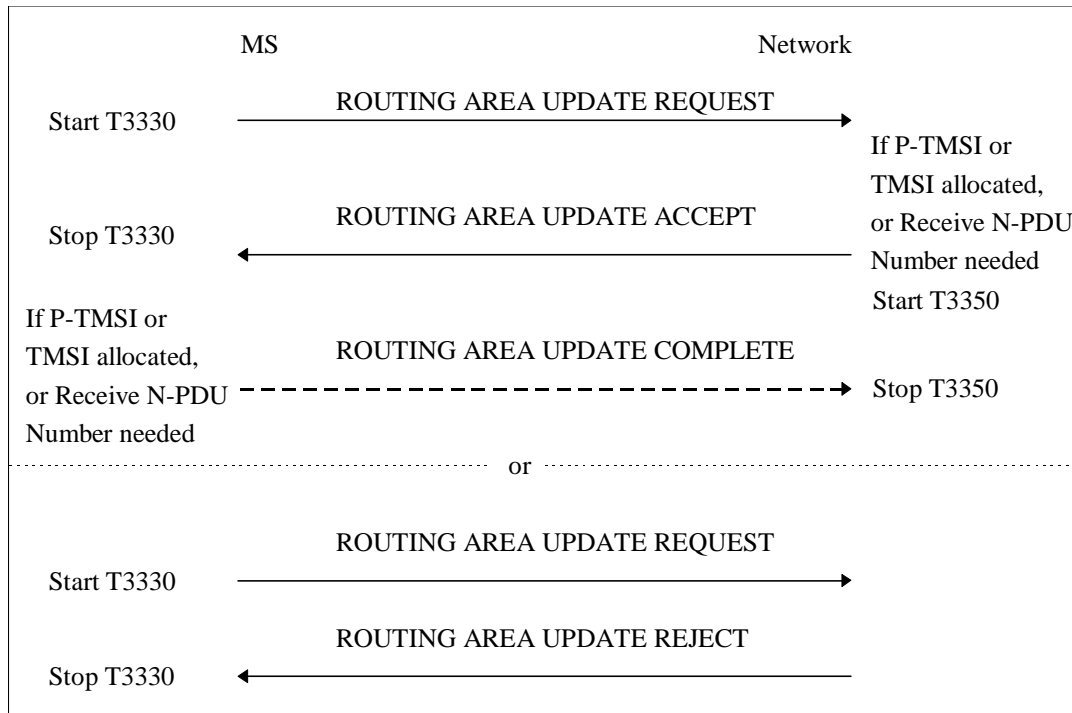 MS Network
ROUTING AREA UPDATE REQUEST
Start T3330
If P-TMSI or
TMSI allocated,
or Receive N-PDU
Number needed
Start T3350
ROUTING AREA UPDATE ACCEPT
Stop T3330
If P-TMSI or
TMSI allocated,
or Receive N-PDU
Number needed
ROUTING AREA UPDATE COMPLETE
Stop T3350
or
ROUTING AREA UPDATE REQUEST
Start T3330
ROUTING AREA UPDATE REJECT
Stop T3330